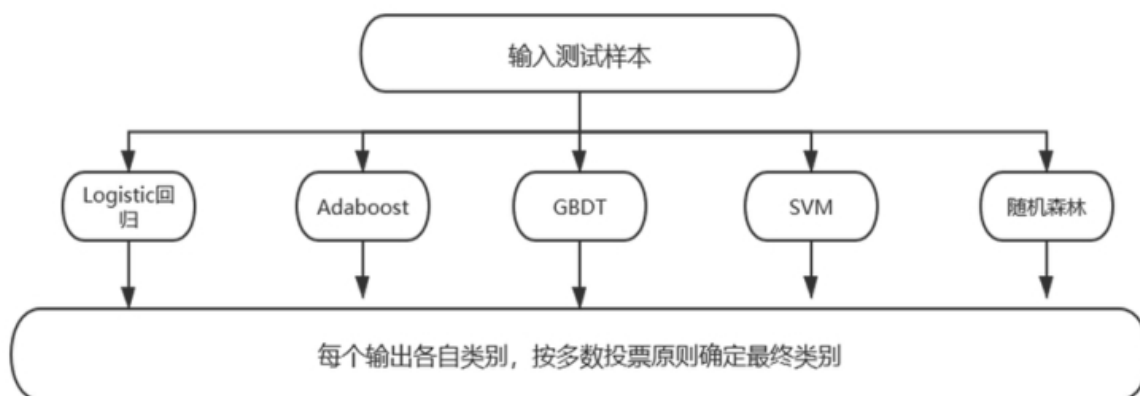 输入测试样本
Logistic回
归
Adaboost
GBDT
SVM
随机森林
每个输出各自类别，按多数投票原则确定最终类别